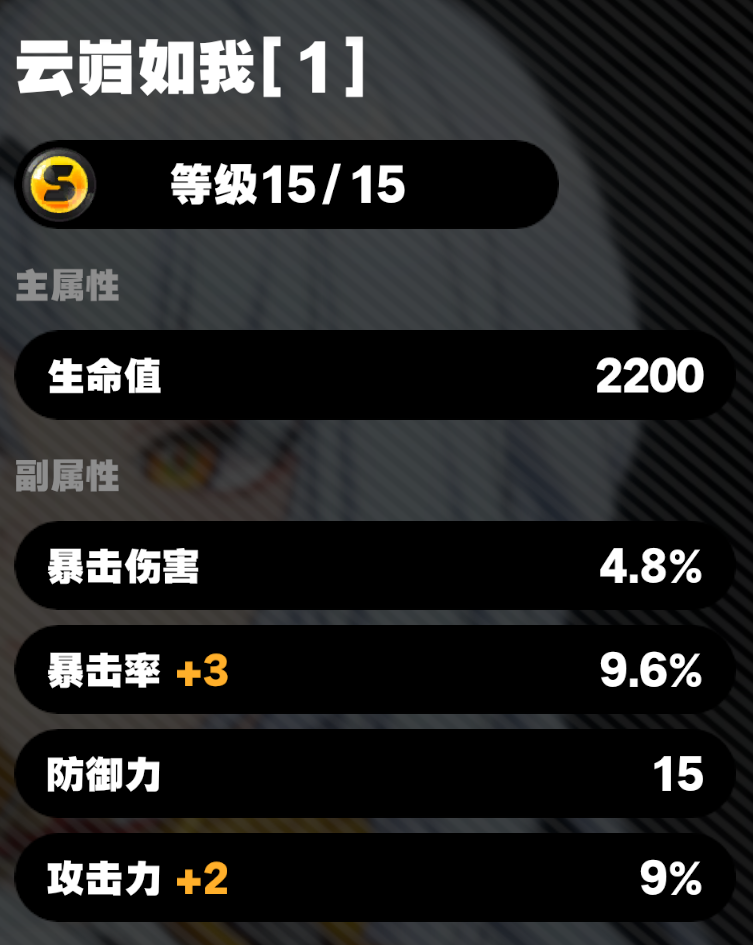 云岿如我[1]
S 等级15/15
主属性
生命值 2200
副属性
暴击伤害 4.8%
暴击率 +3 9.6%
防御力 15
攻击力 +2 9%